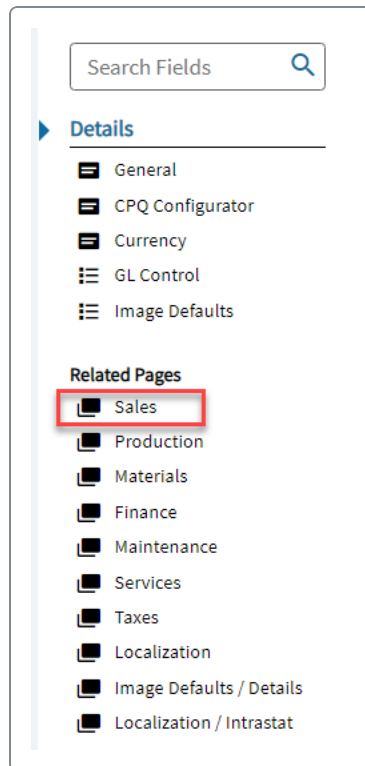 Search Fields
Details
General
CPQ Configurator
Currency
GL Control
Image Defaults
Related Pages
Sales
Production
Materials
Finance
Maintenance
Services
Taxes
Localization
Image Defaults / Details
Localization / Intrastat